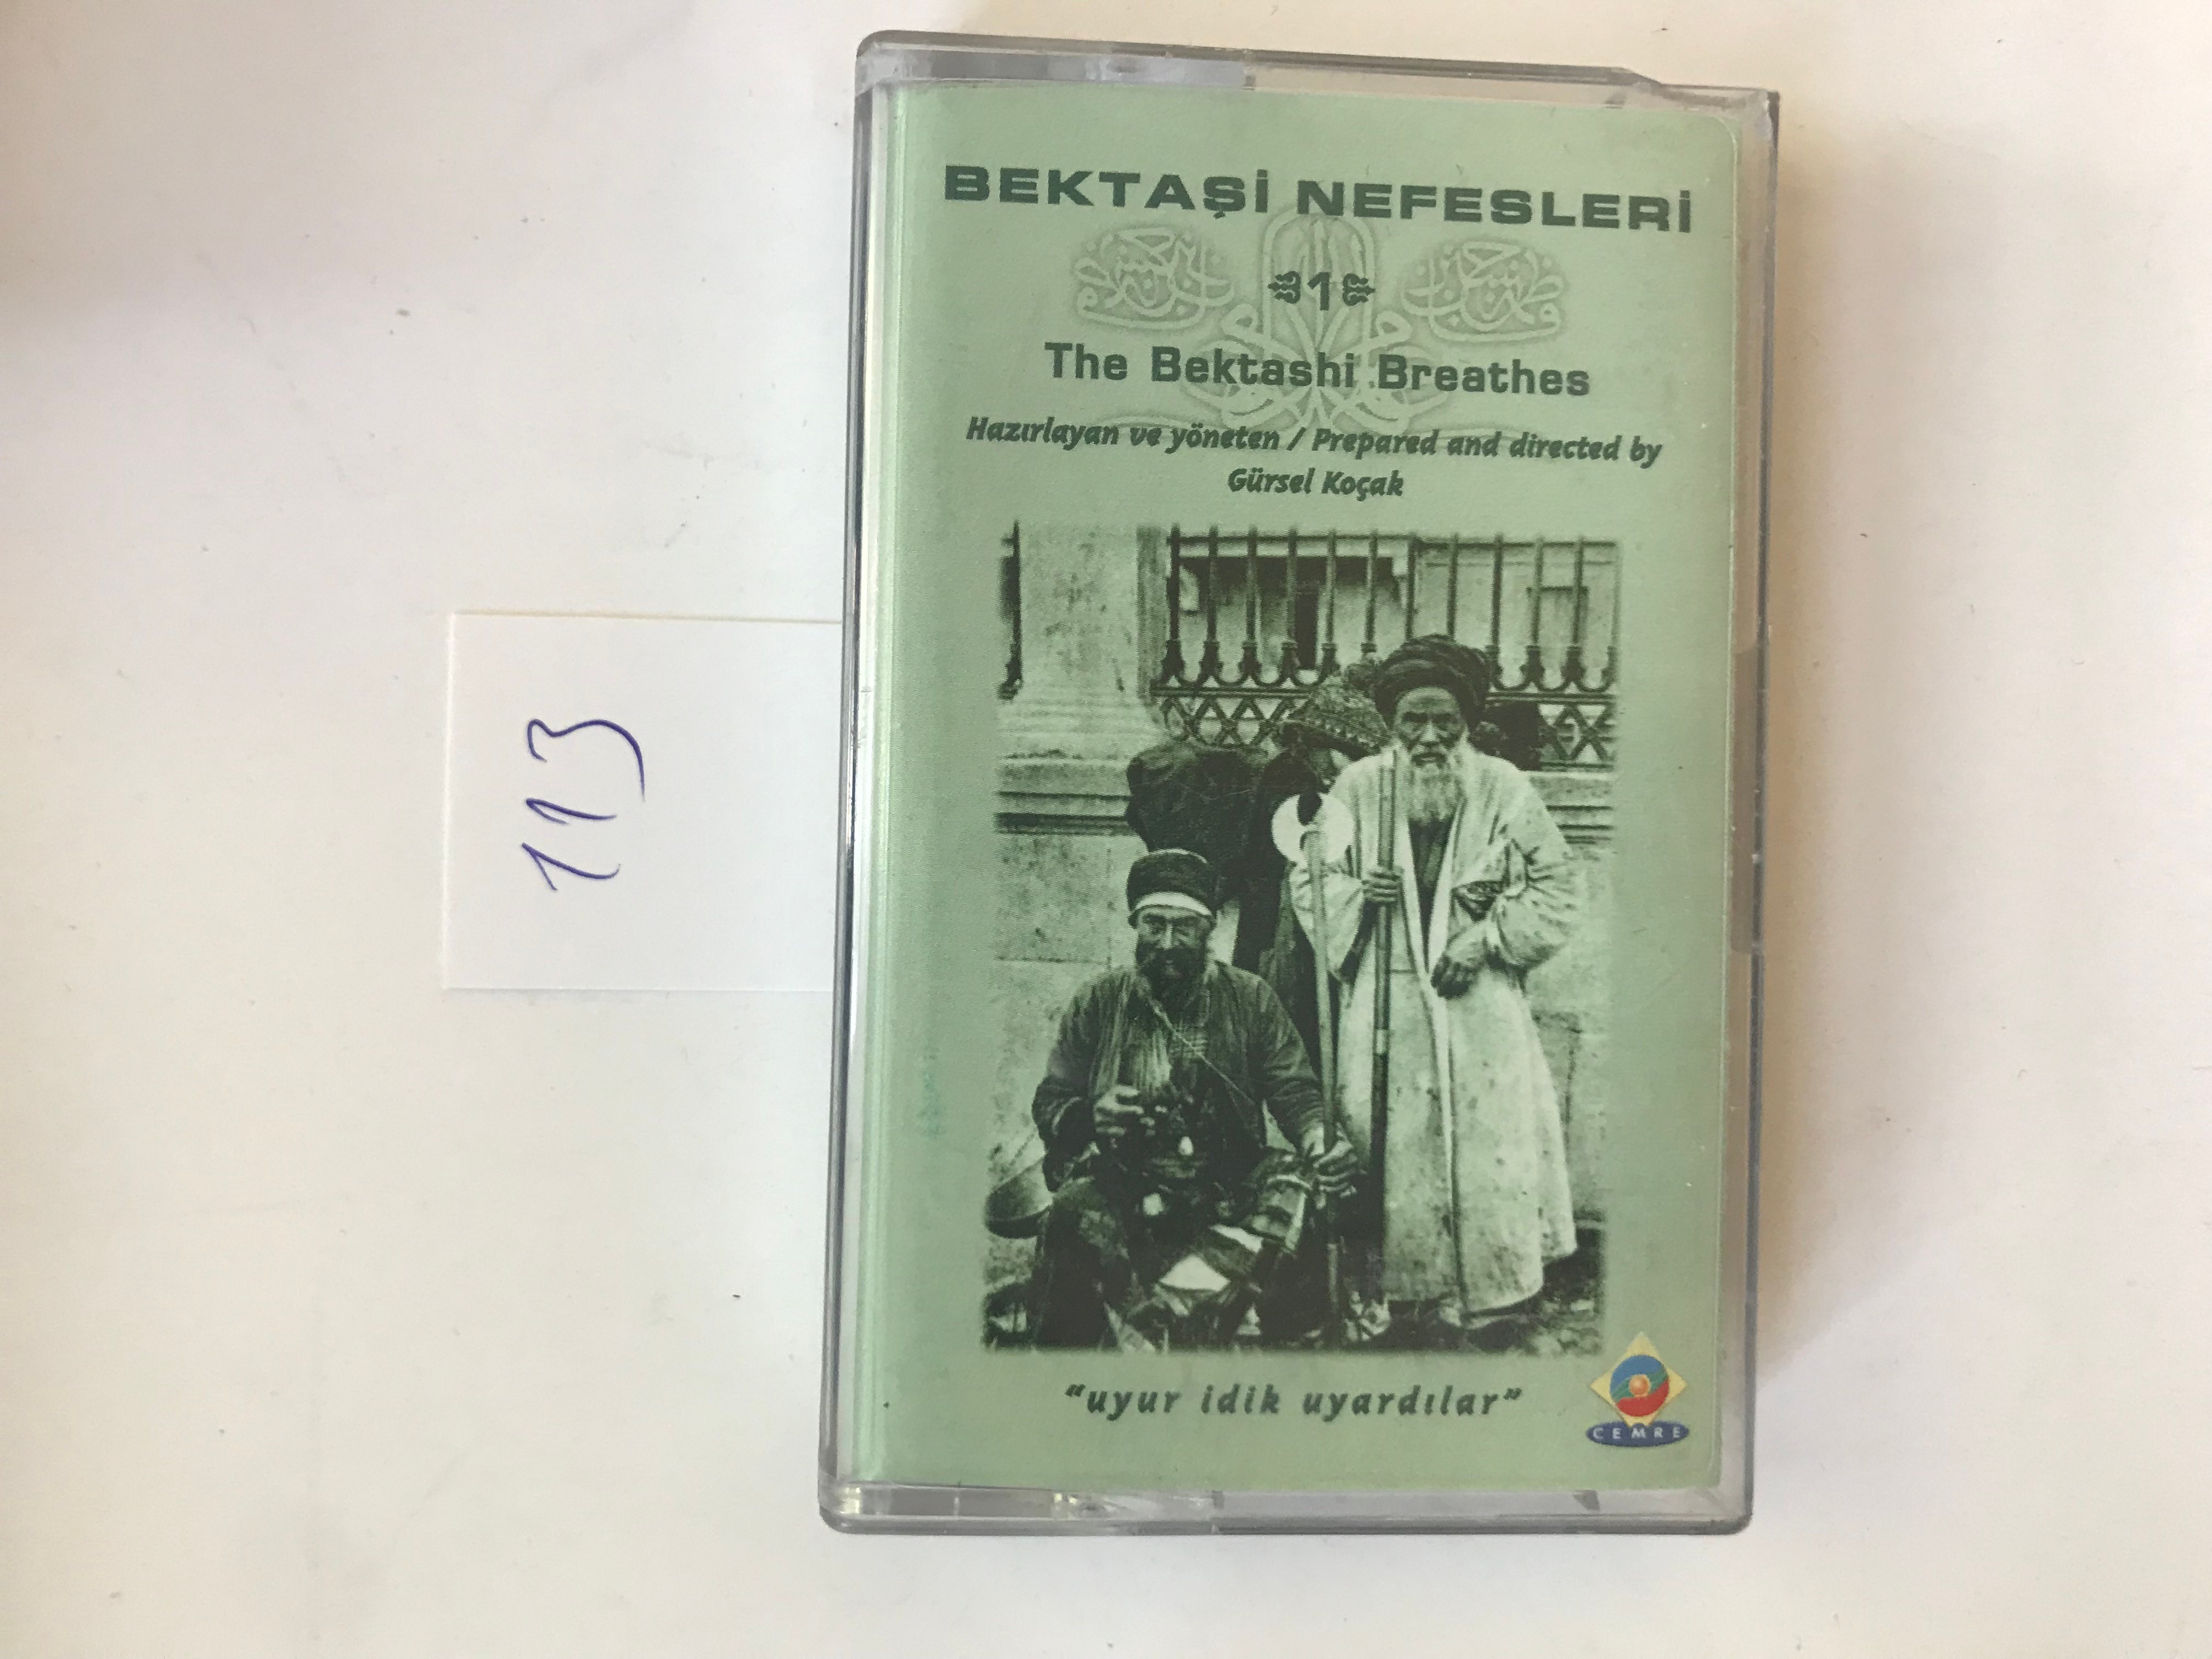 BEKTAŞİ NEFESLERİ
1
The Bektashi Breathes
Hazırlayan ve yöneten / Prepared and directed by
Gürsel Koçak
"uyur idik uyardılar"
CEMRE
113